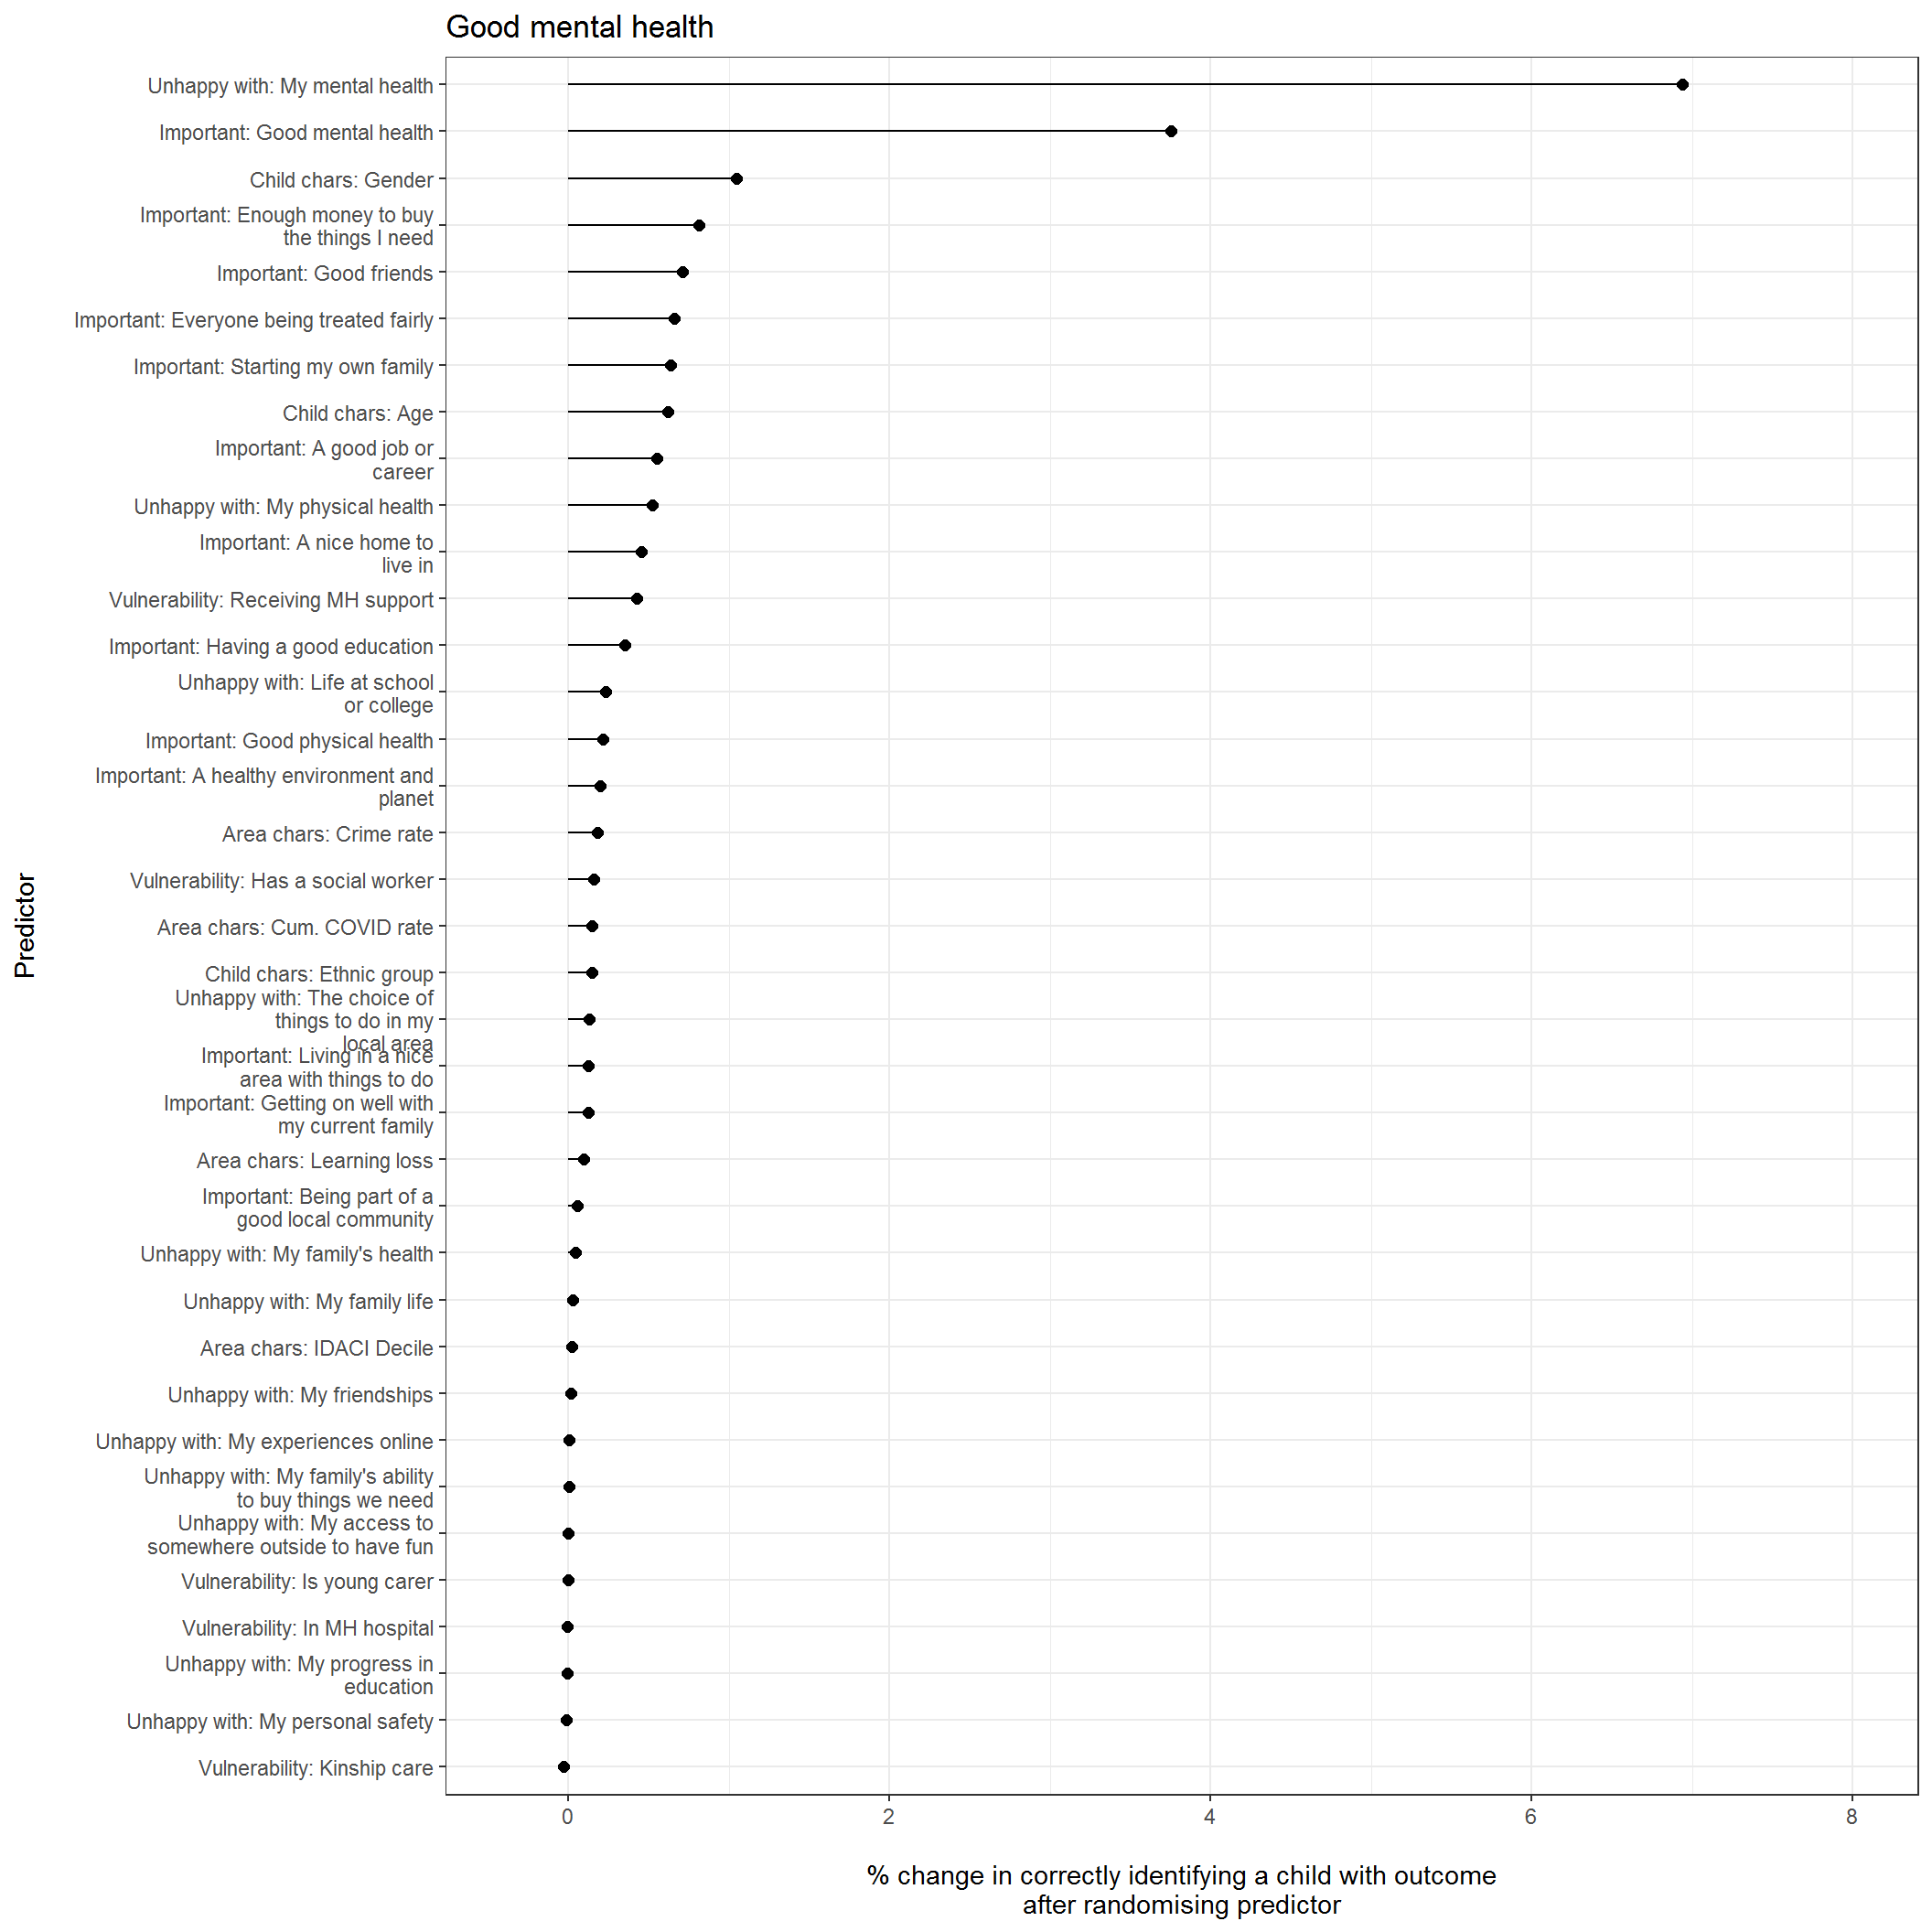 Good mental health
Unhappy with: My mental health
Important: Good mental health
Child chars: Gender
Important: Enough money to buy
the things I need
Important: Good friends
Important: Everyone being treated fairly
Important: Starting my own family
Child chars: Age
Important: A good job or
career
Unhappy with: My physical health
Important: A nice home to
live in
Vulnerability: Receiving MH support
Important: Having a good education
Unhappy with: Life at school
or college
Important: Good physical health
Important: A healthy environment and
planet
Area chars: Crime rate
Vulnerability: Has a social worker
Area chars: Cum. COVID rate
Child chars: Ethnic group
Unhappy with: The choice of
things to do in my
local area
Important: Living in a nice
area with things to do
Important: Getting on well with
my current family
Area chars: Learning loss
Important: Being part of a
good local community
Unhappy with: My family's health
Unhappy with: My family life
Area chars: IDACI Decile
Unhappy with: My friendships
Unhappy with: My experiences online
Unhappy with: My family's ability
to buy things we need
Unhappy with: My access to
somewhere outside to have fun
Vulnerability: Is young carer
Vulnerability: In MH hospital
Unhappy with: My progress in
education
Unhappy with: My personal safety
Vulnerability: Kinship care
Predictor
0 2 4 6 8
% change in correctly identifying a child with outcome
after randomising predictor